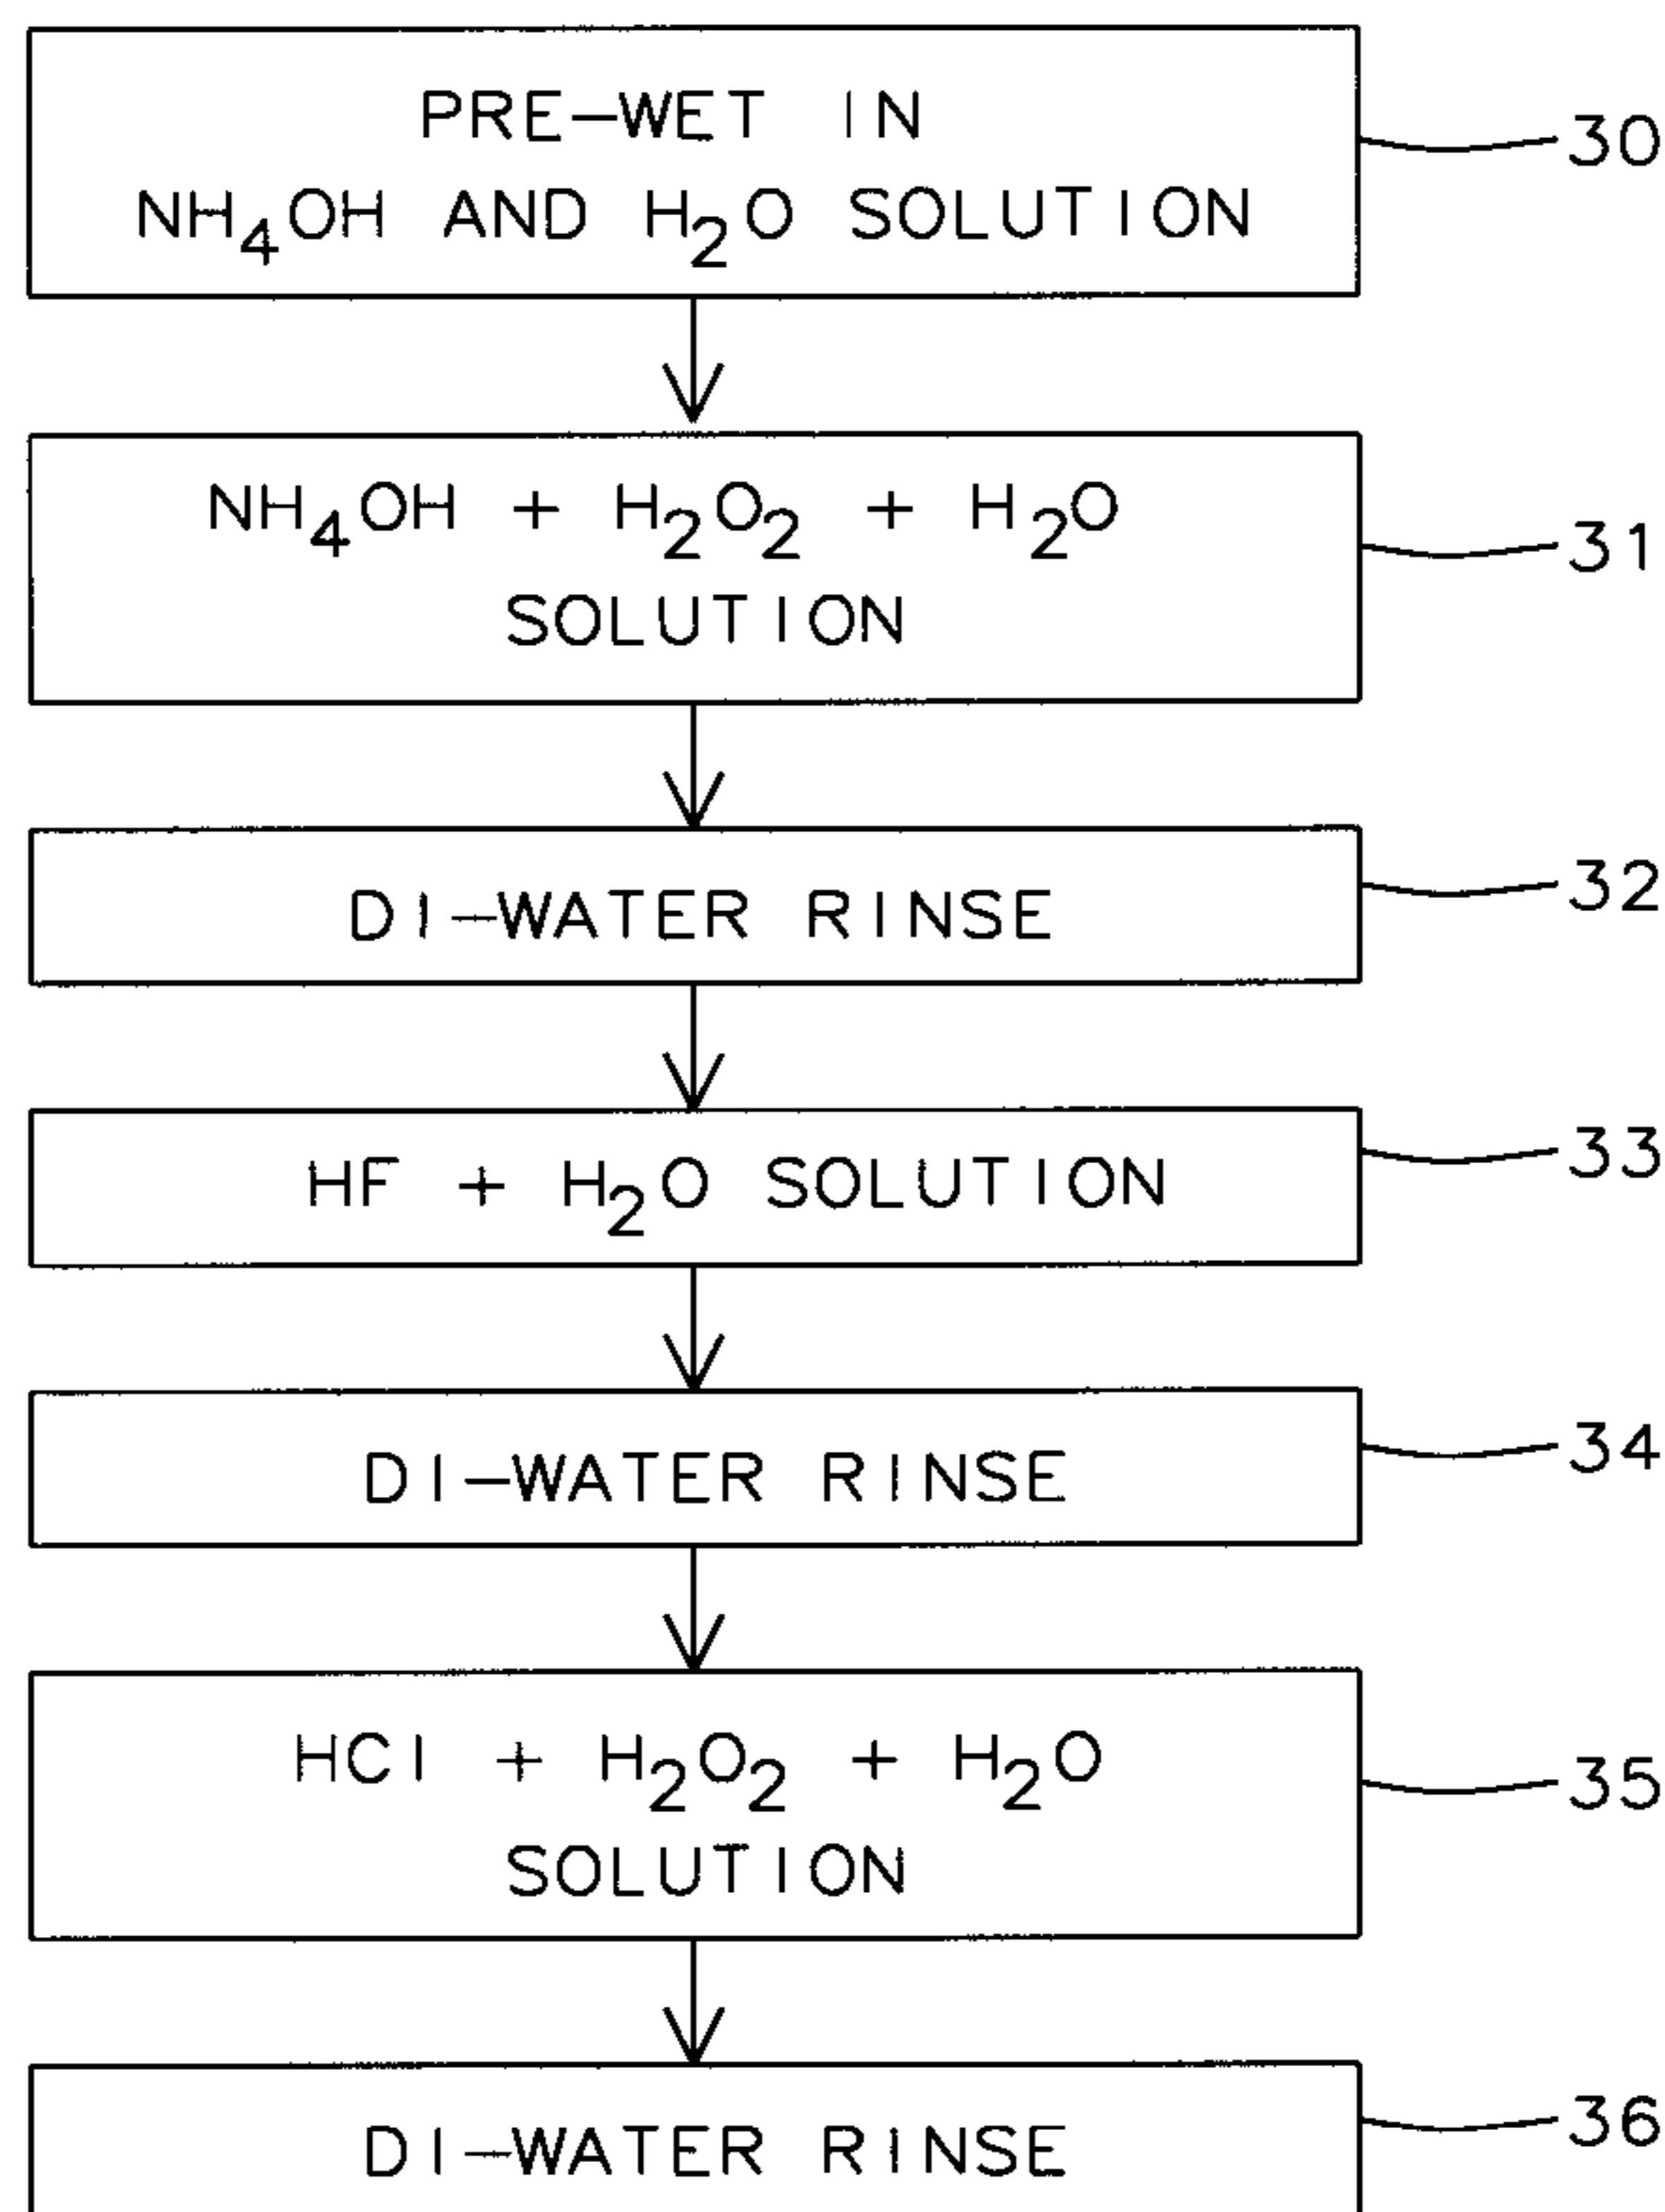 PRE-WET IN
NH4OH AND H2O SOLUTION
30
NH4OH + H2O2 + H2O
SOLUTION
31
DI-WATER RINSE
32
HF + H2O SOLUTION
33
DI-WATER RINSE
34
HCl + H2O2 + H2O
SOLUTION
35
DI-WATER RINSE
36